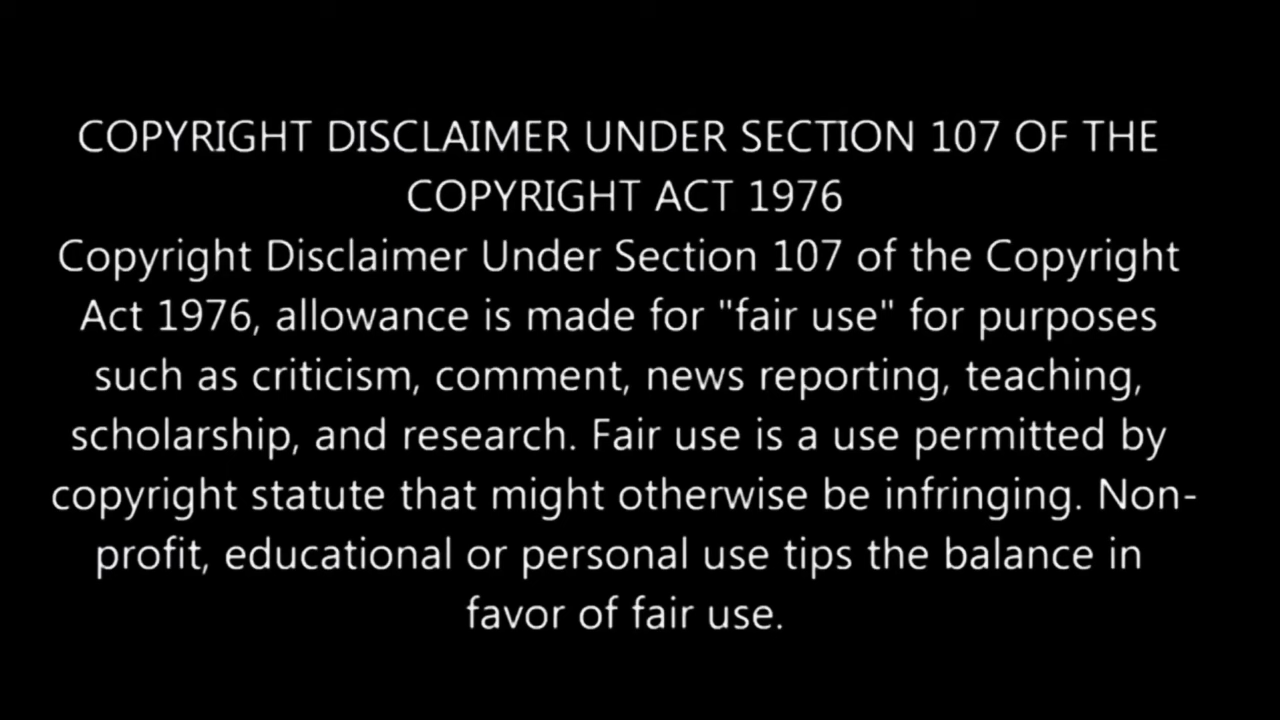 COPYRIGHT DISCLAIMER UNDER SECTION 107 OF THE
COPYRIGHT ACT 1976
Copyright Disclaimer Under Section 107 of the Copyright
Act 1976, allowance is made for "fair use" for purposes
such as criticism, comment, news reporting, teaching,
scholarship, and research. Fair use is a use permitted by
copyright statute that might otherwise be infringing. Non-
profit, educational or personal use tips the balance in
favor of fair use.